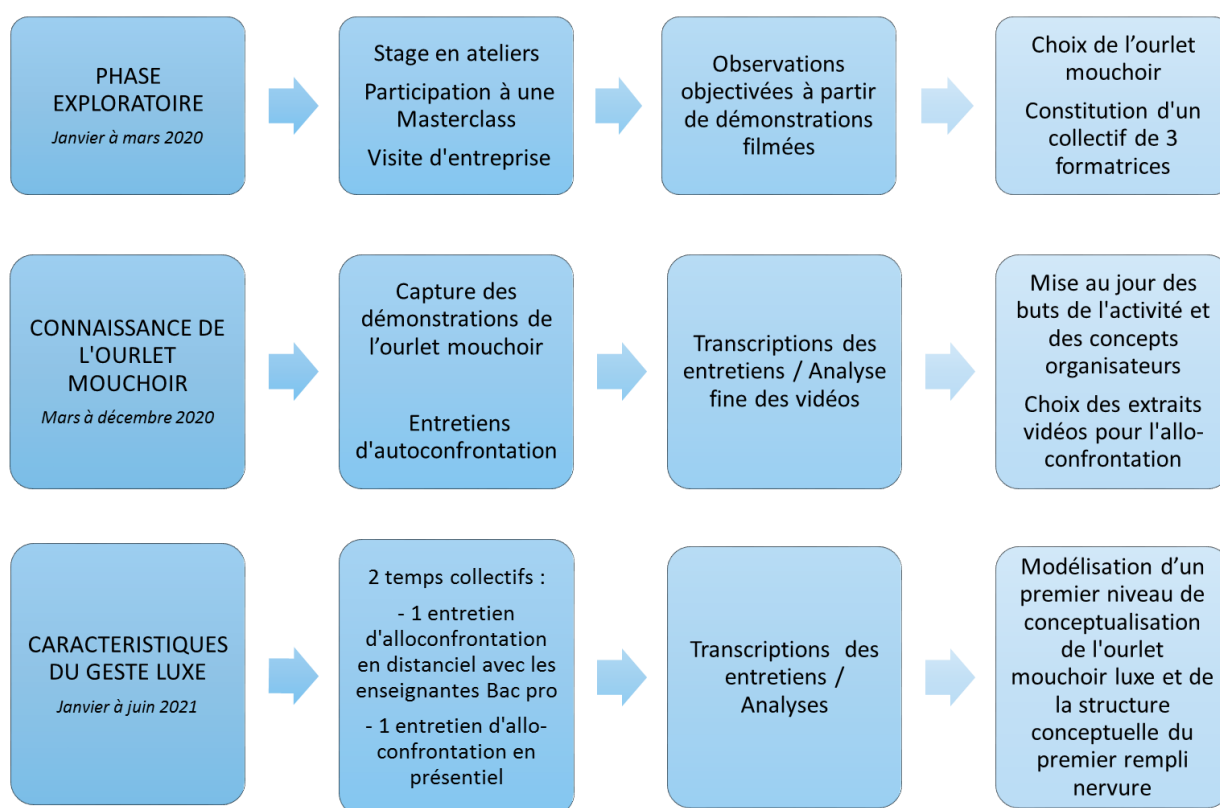 PHASE
EXPLORATOIRE
Janvier à mars 2020
Stage en ateliers
Participation à une
Masterclass
Visite d'entreprise
Observations
objectivées à partir
de démonstrations
filmées
Choix de l’ourlet
mouchoir
Constitution d'un
collectif de 3
formatrices
CONNAISSANCE DE
L'OURLET
MOUCHOIR
Mars à décembre 2020
Capture des
démonstrations de
l’ourlet mouchoir
Entretiens
d'autoconfrontation
Transcriptions des
entretiens / Analyse
fine des vidéos
Mise au jour des
buts de l'activité et
des concepts
organisateurs
Choix des extraits
vidéos pour l'allo-
confrontation
CARACTERISTIQUES
DU GESTE LUXE
Janvier à juin 2021
2 temps collectifs :
- 1 entretien
d'alloconfrontation
en distanciel avec les
enseignantes Bac pro
- 1 entretien d'allo-
confrontation en
présentiel
Transcriptions des
entretiens /
Analyses
Modélisation d’un
premier niveau de
conceptualisation
de l'ourlet
mouchoir luxe et de
la structure
conceptuelle du
premier rempli
nervure